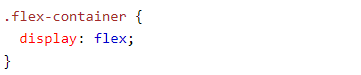 .flex-container {
  display: flex;
}